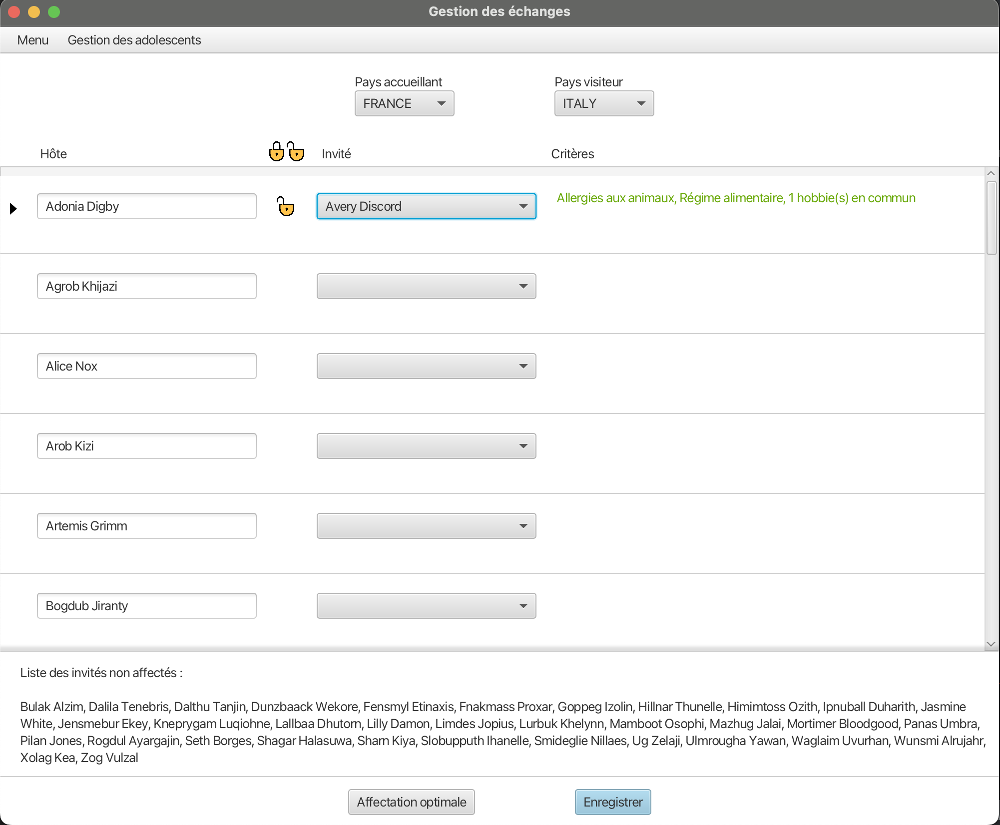 Gestion des échanges
Menu Gestion des adolescents
Pays accueillant Pays visiteur
FRANCE ITALY
Hôte Invité Critères
Adonia Digby Avery Discord Allergies aux animaux, Régime alimentaire, 1 hobbie(s) en commun
Agrob Khijazi
Alice Nox
Arob Kizi
Artemis Grimm
Bogdub Jiranty
Liste des invités non affectés :
Bulak Alzim, Dalila Tenebris, Dalthu Tanjin, Dunzbaack Wekore, Fensmyl Etinaxis, Fnakmass Proxar, Goppeg Izolin, Hillnar Thunelle, Himimtoss Ozith, Ipnuball Duharith, Jasmine
White, Jensmebur Ekey, Kneprygam Luqiohne, Lallbaa Dhutorn, Lilly Damon, Limdes Jopius, Lurbuk Khelynn, Mamboot Osophi, Mazhug Jalai, Mortimer Bloodgood, Panas Umbra,
Pilan Jones, Rogdul Ayargajin, Seth Borges, Shagar Halasuwa, Sharn Kiya, Slobupputh Ihanelle, Smideglie Nillaes, Ug Zelaji, Ulmrougha Yawan, Waglaim Uvurhan, Wunsmi Alrujahr,
Xolag Kea, Zog Vulzal
Affectation optimale Enregistrer